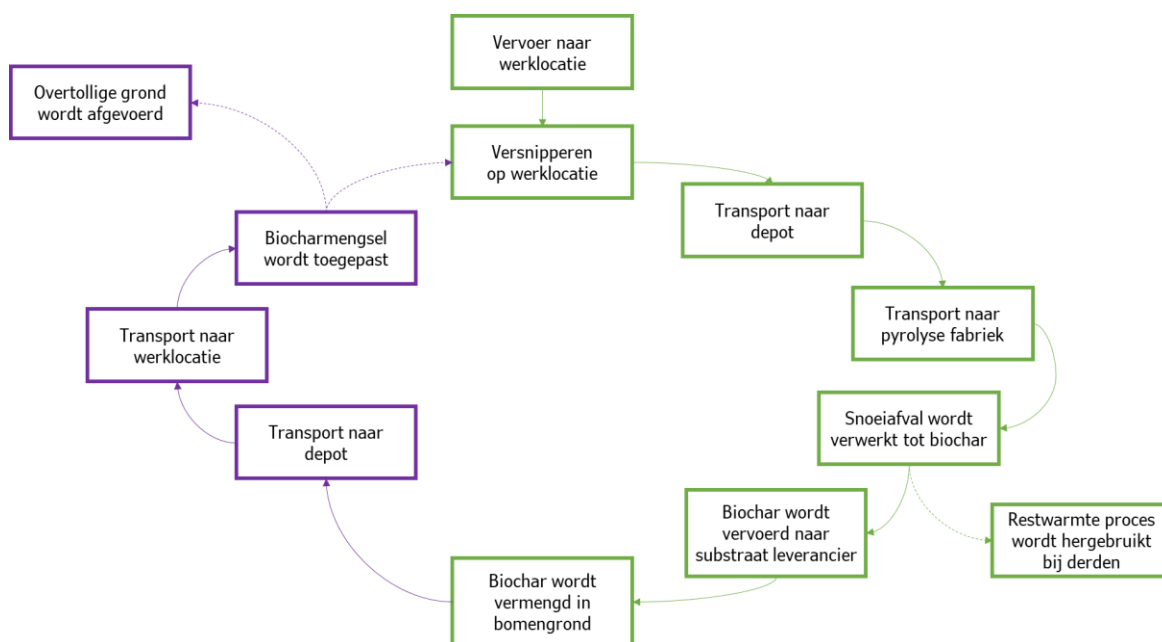 Vervoer naar
werklocatie
Overtollige grond
wordt afgevoerd
Versnipperen
op werklocatie
Transport naar
depot
Biocharmengsel
wordt toegepast
Transport naar
pyrolyse fabriek
Transport naar
werklocatie
Snoeiafval wordt
verwerkt tot biochar
Transport naar
depot
Biochar wordt
vervoerd naar
substraat leverancier
Restwarmte proces
wordt hergebruikt
bij derden
Biochar wordt
vermengd in
bomengrond